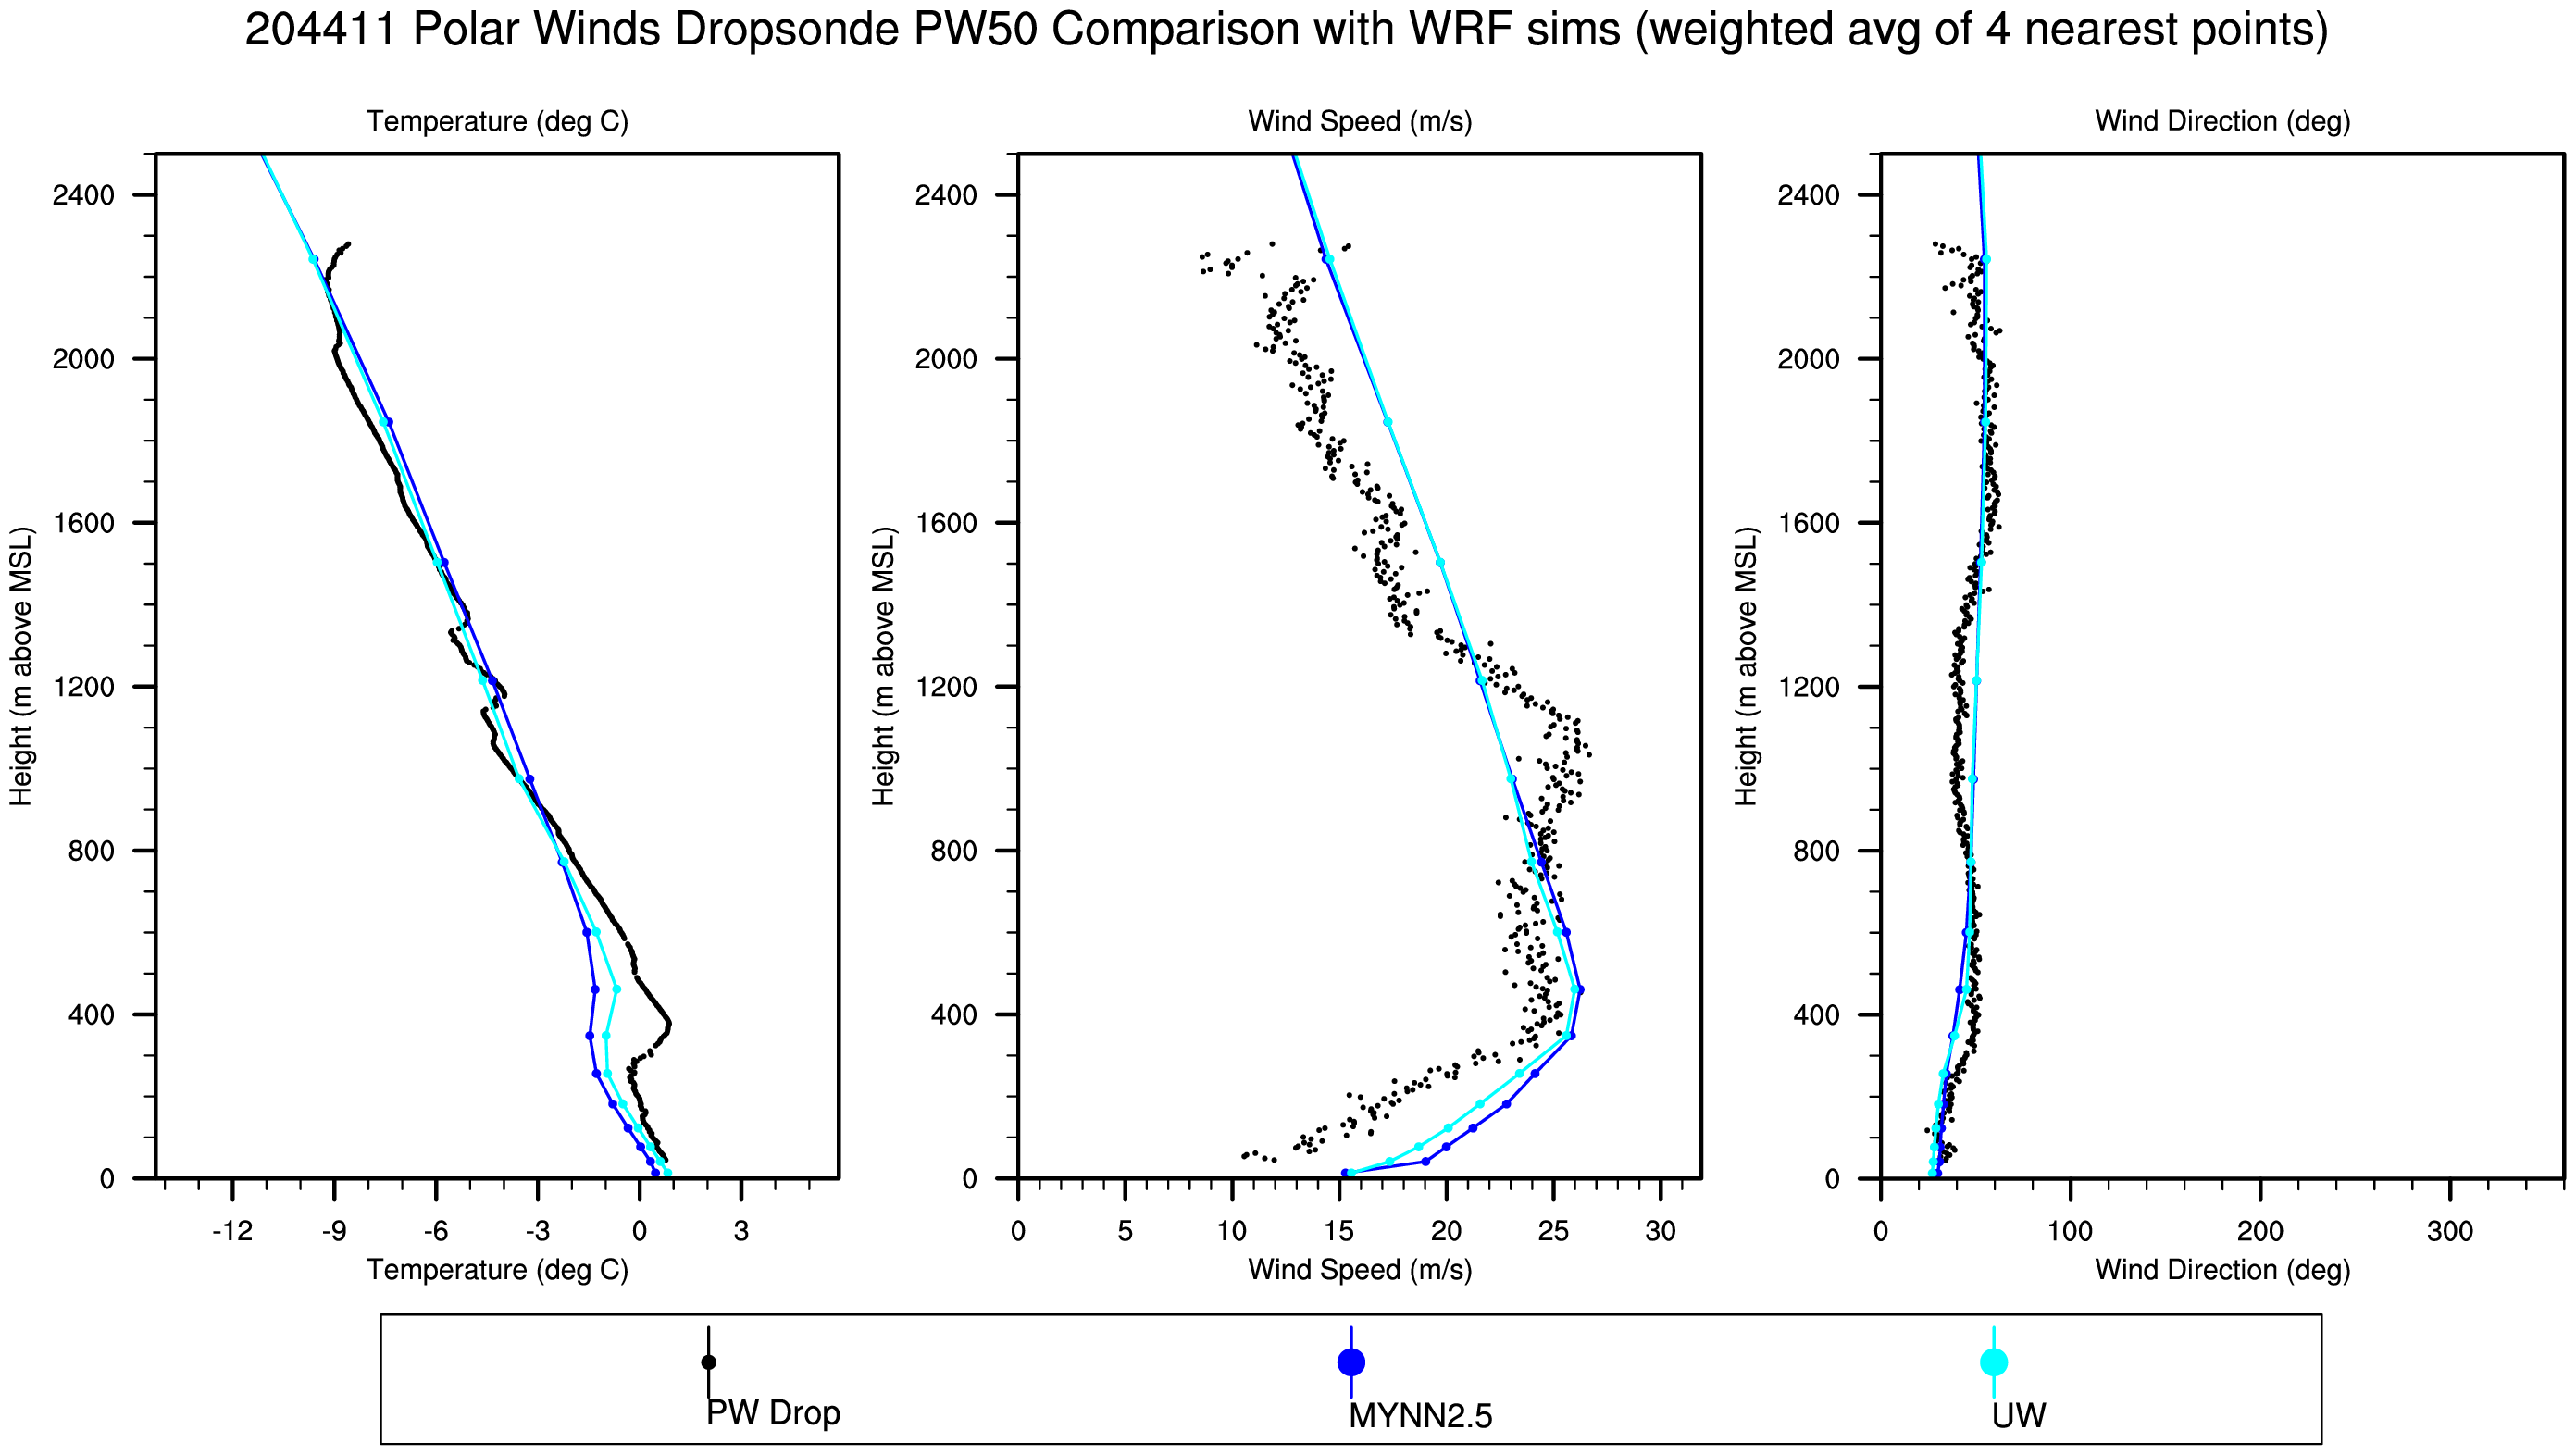 204411 Polar Winds Dropsonde PW50 Comparison with WRF sims (weighted avg of 4 nearest points)
Temperature (deg C)
Wind Speed (m/s)
Wind Direction (deg)
2400
2000
1600
1200
800
400
0
Height (m above MSL)
-12
-9
-6
-3
0
3
Temperature (deg C)
2400
2000
1600
1200
800
400
0
Height (m above MSL)
0
5
10
15
20
25
30
Wind Speed (m/s)
2400
2000
1600
1200
800
400
0
Height (m above MSL)
0
100
200
300
Wind Direction (deg)
PW Drop
MYNN2.5
UW